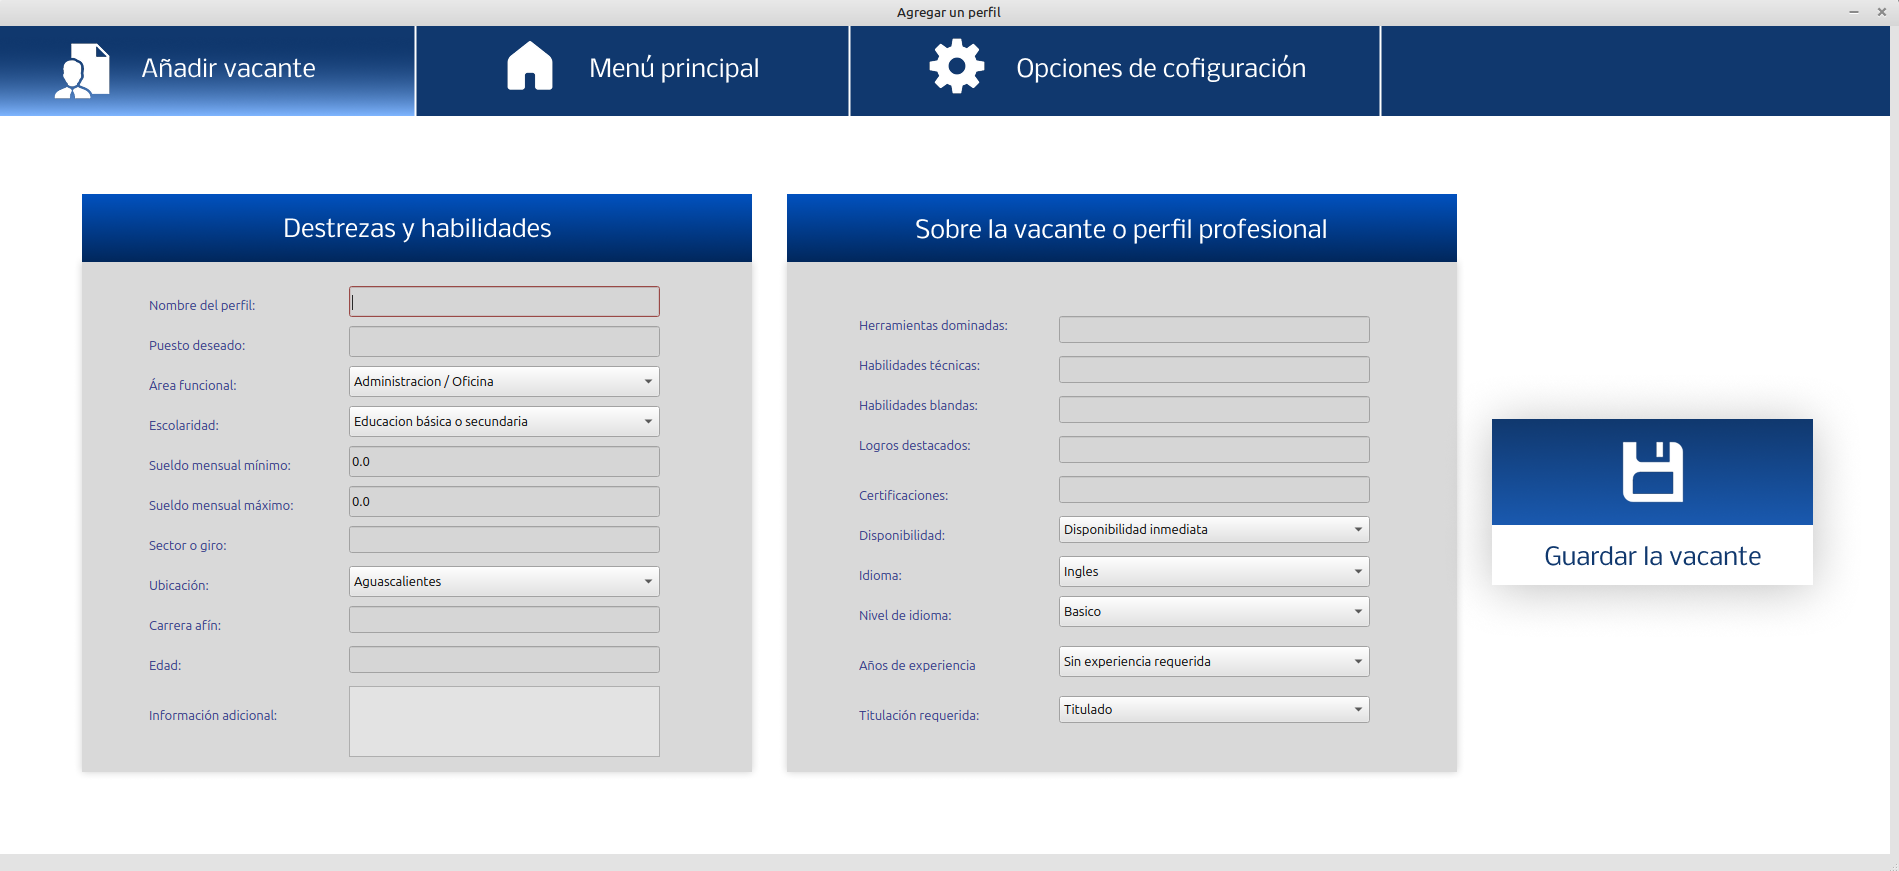 Agregar un perfil
Añadir vacante
Menú principal
Opciones de cofiguración
Destrezas y habilidades
Nombre del perfil:
Puesto deseado:
Área funcional: Administracion / Oficina
Escolaridad: Educacion básica o secundaria
Sueldo mensual mínimo: 0.0
Sueldo mensual máximo: 0.0
Sector o giro:
Ubicación: Aguascalientes
Carrera afín:
Edad:
Información adicional:
Sobre la vacante o perfil profesional
Herramientas dominadas:
Habilidades técnicas:
Habilidades blandas:
Logros destacados:
Certificaciones:
Disponibilidad: Disponibilidad inmediata
Idioma: Ingles
Nivel de idioma: Basico
Años de experiencia Sin experiencia requerida
Titulación requerida: Titulado
Guardar la vacante